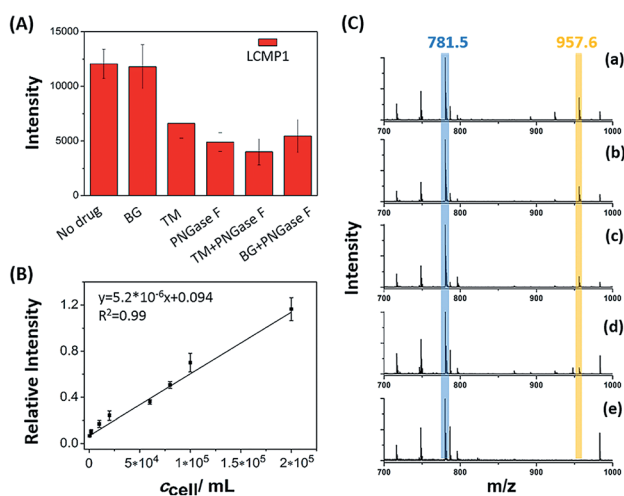 (A)
Intensity
15000
10000
5000
0
LCMP1
No drug
BG
TM
PNGase F
TM+PNGase F
BG+PNGase F
(B)
Relative Intensity
1.2
0.8
0.4
0.0
y=5.2*10⁻⁶x+0.094
R²=0.99
0
5*10⁴
1*10⁵
1.5*10⁵
2*10⁵
c_cell/ mL
(C)
781.5
957.6
Intensity
(a)
700 800 900 1000
(b)
700 800 900 1000
(c)
700 800 900 1000
(d)
700 800 900 1000
(e)
700 800 900 1000
m/z